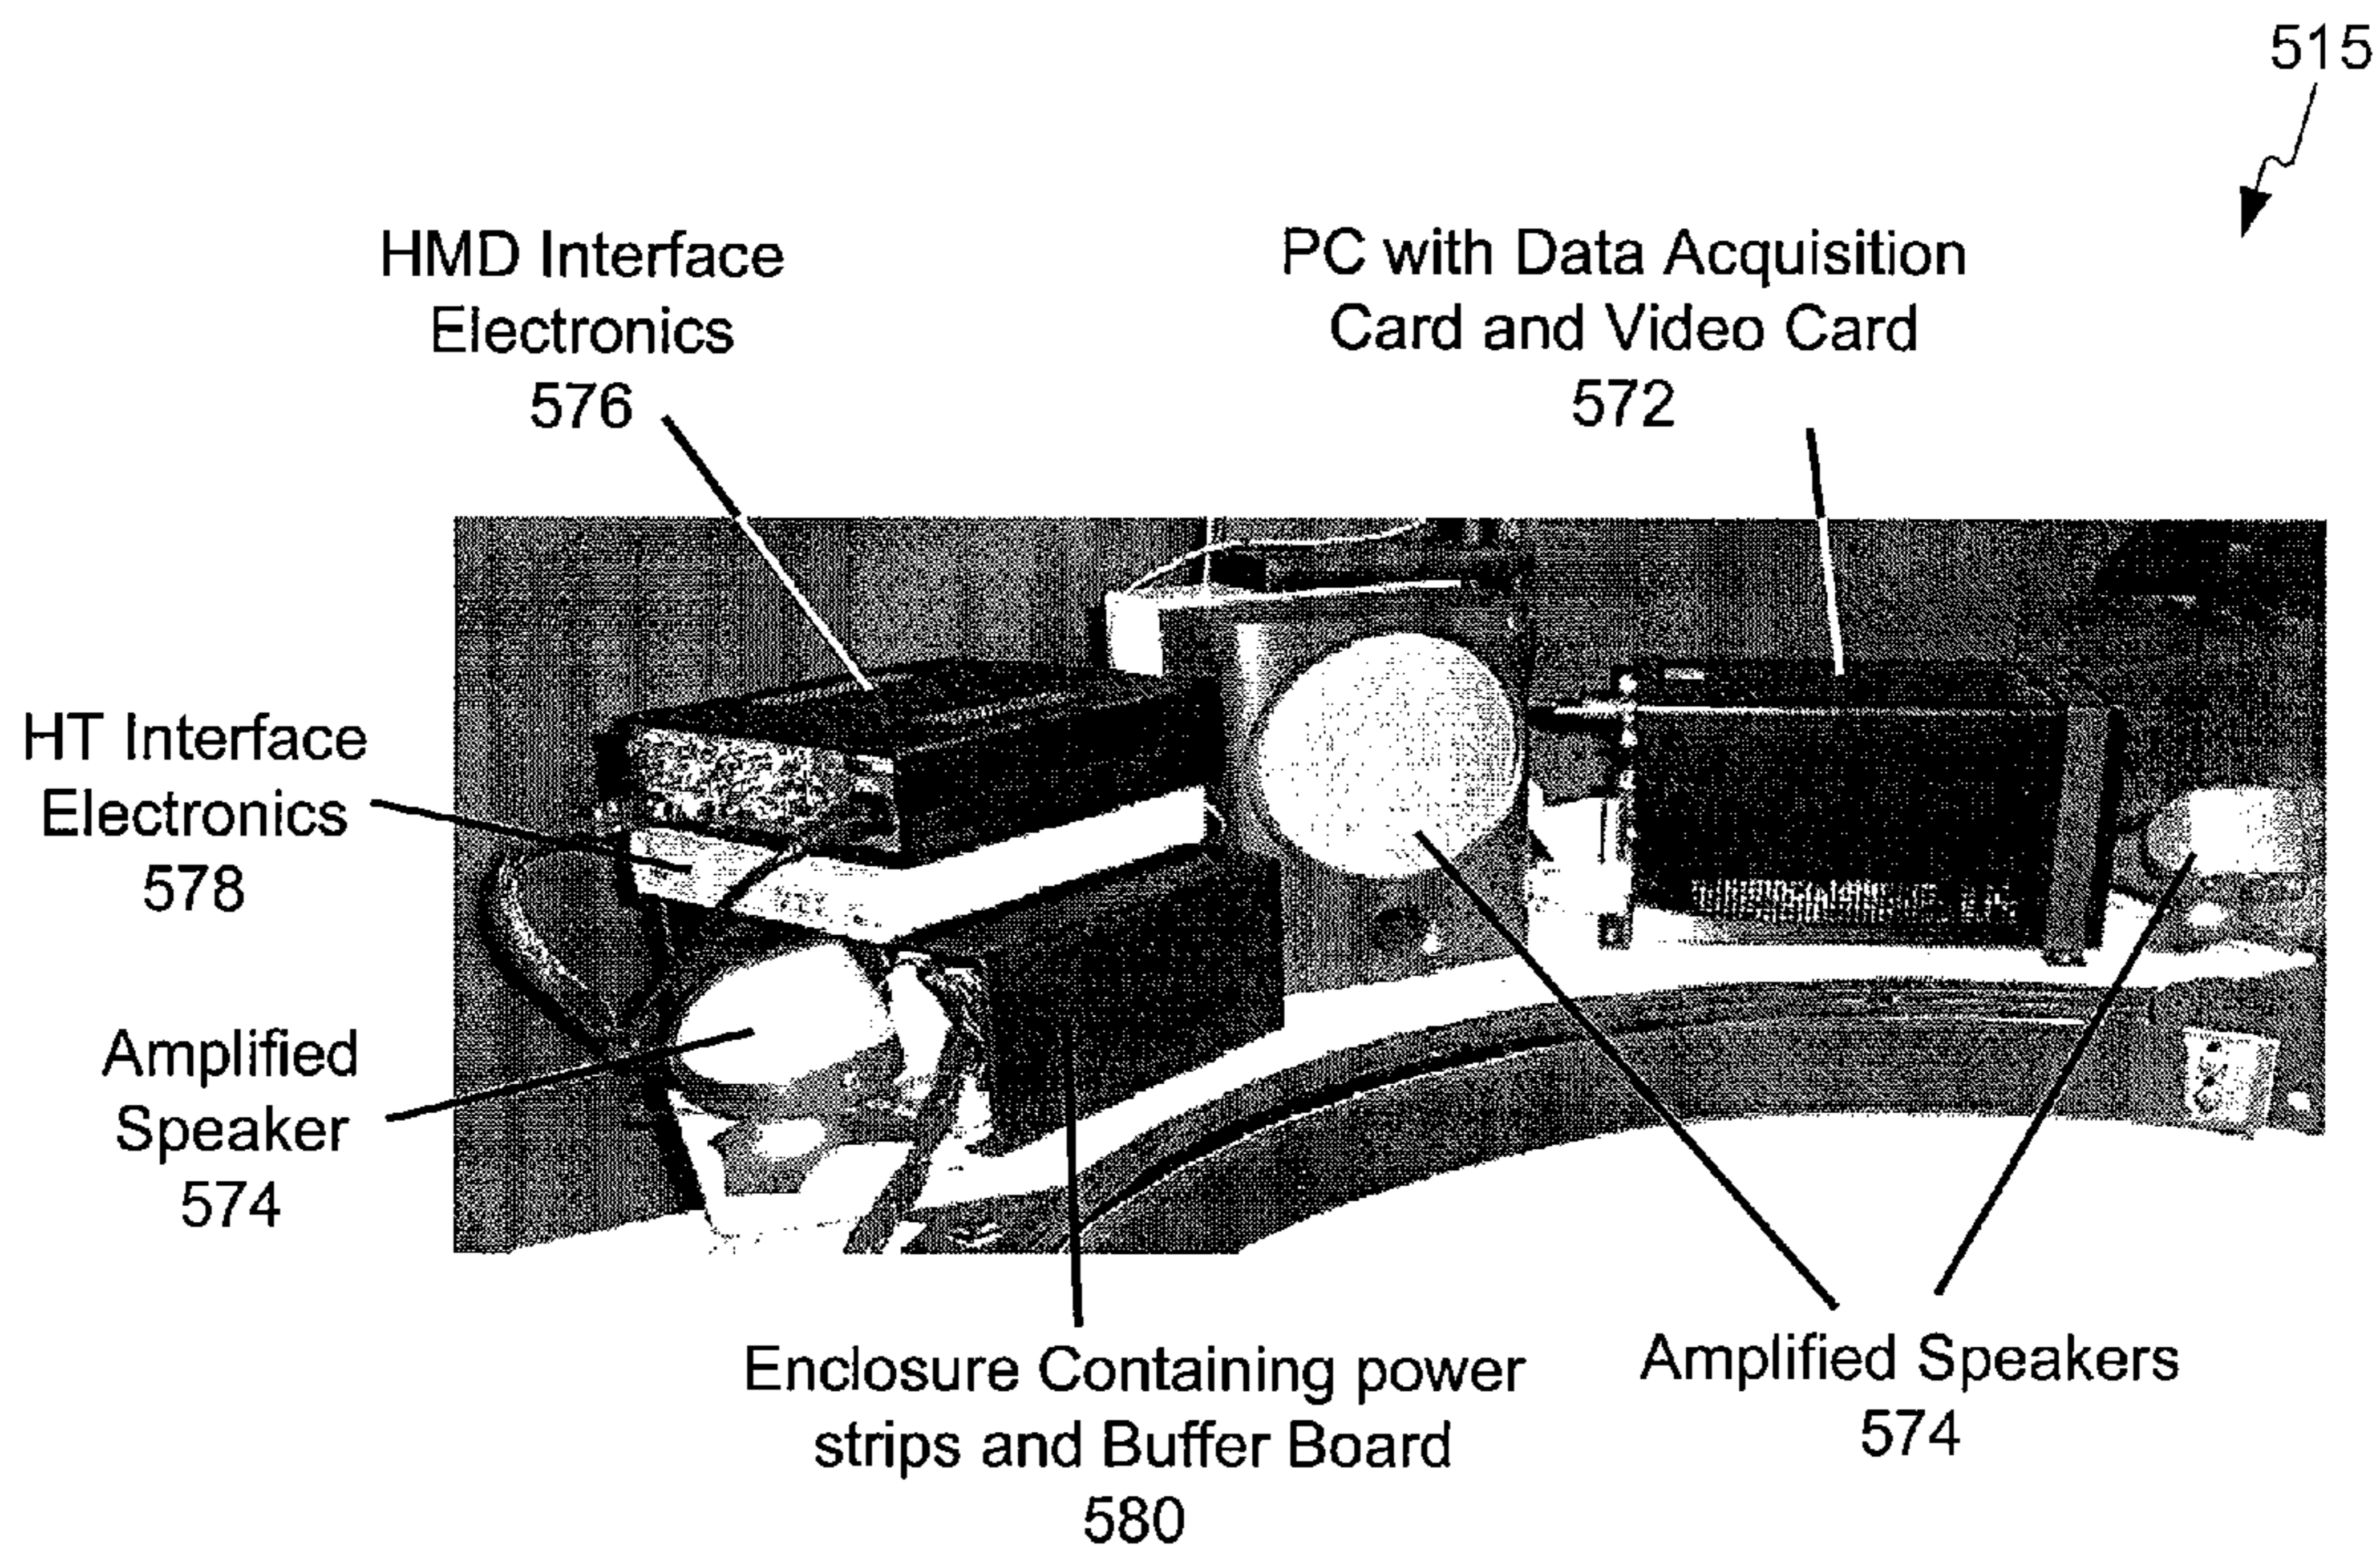 515
HMD Interface
Electronics
576
PC with Data Acquisition
Card and Video Card
572
HT Interface
Electronics
578
Amplified
Speaker
574
Enclosure Containing power
strips and Buffer Board
580
Amplified Speakers
574